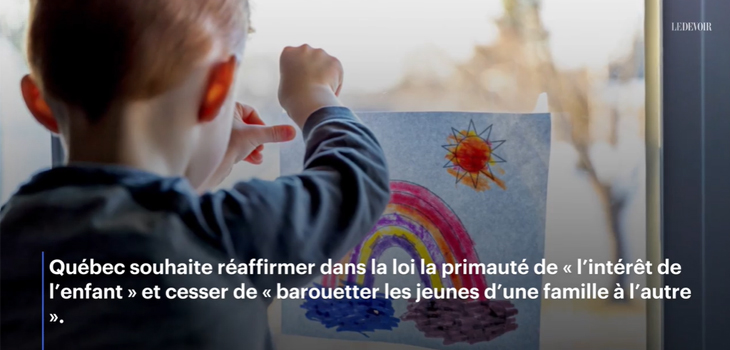 LE DEVOIR
Québec souhaite réaffirmer dans la loi la primauté de « l’intérêt de
l’enfant » et cesser de « barouetter les jeunes d’une famille à l’autre
».